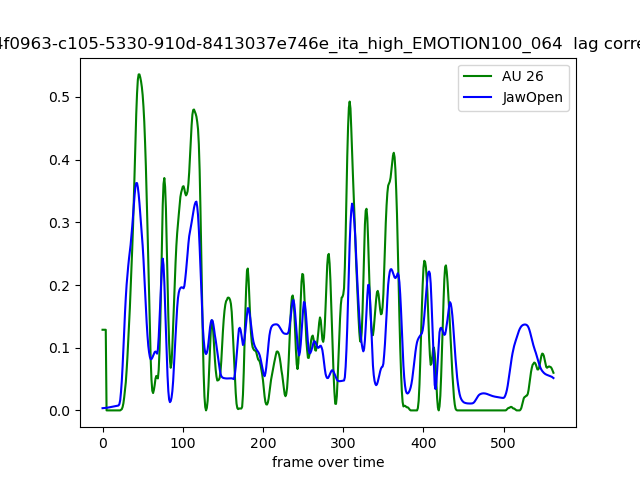 4f0963-c105-5330-910d-8413037e746e_ita_high_EMOTION100_064 lag corre
AU 26
JawOpen
0.5
0.4
0.3
0.2
0.1
0.0
0 100 200 300 400 500
frame over time